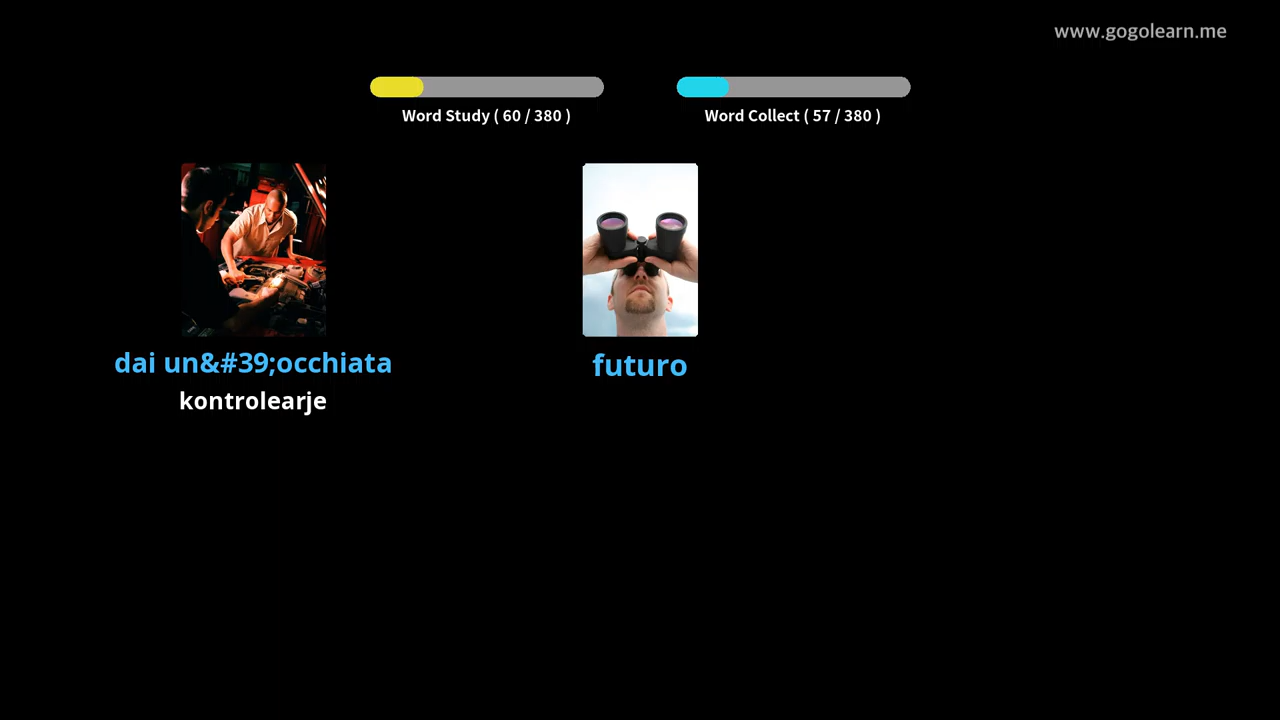 www.gogolearn.me
Word Study ( 60 / 380 )
Word Collect ( 57 / 380 )
dai un&#39;occhiata
kontrolearje
futuro